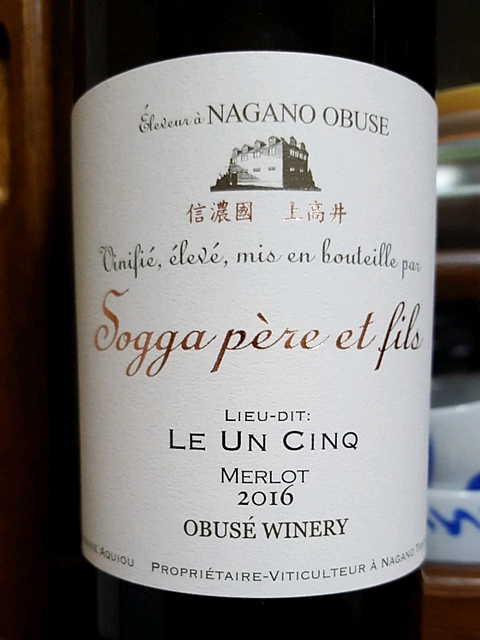 Éleveur à NAGANO OBUSE
信濃國 上高井
Vinifié, élevé, mis en bouteille par
Sogga père et fils
LIEU-DIT:
LE UN CINQ
MERLOT
2016
OBUSÉ WINERY
AQUIOU PROPRIÉTAIRE-VITICULTEUR À NAGANO